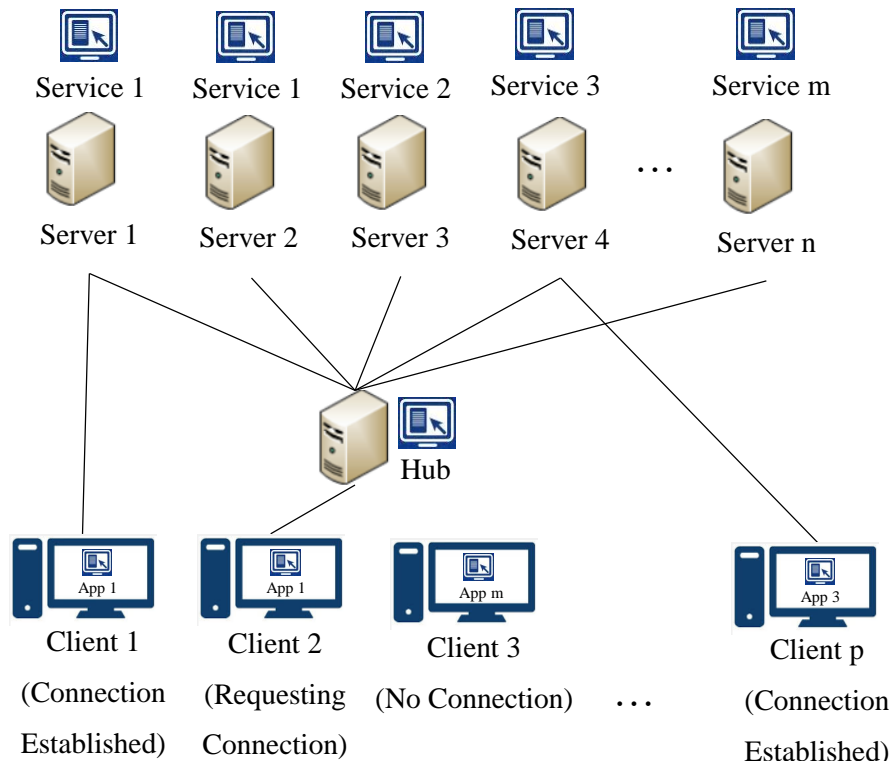 Service 1 Service 1 Service 2 Service 3 Service m
...
Server 1 Server 2 Server 3 Server 4 Server n
Hub
App 1 App 1 App m App 3
Client 1 Client 2 Client 3 Client p
(Connection (Requesting (No Connection) ... (Connection
Established) Connection) Established)